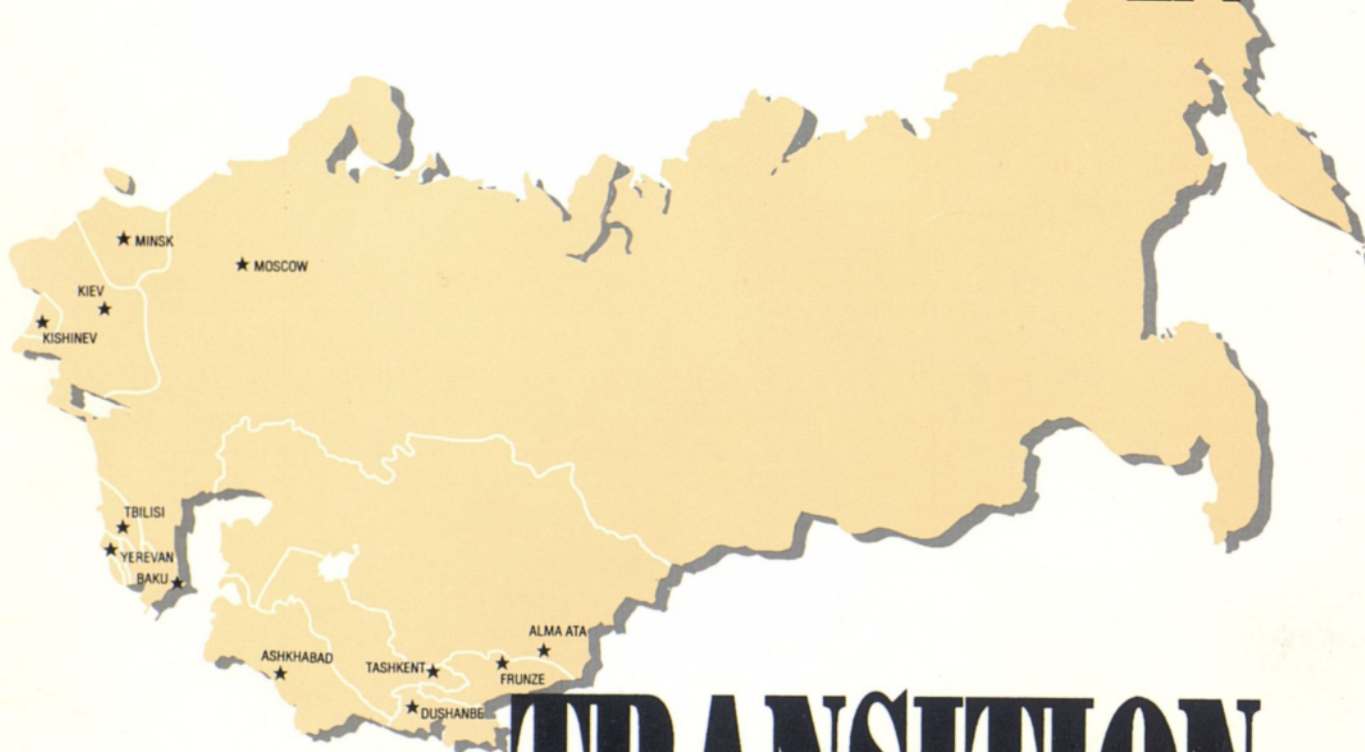 MINSK
MOSCOW
KIEV
KISHINEV
TBILISI
YEREVAN
BAKU
ALMA ATA
ASHKHABAD
TASHKENT
FRUNZE
DUSHANBE
TRANSITION